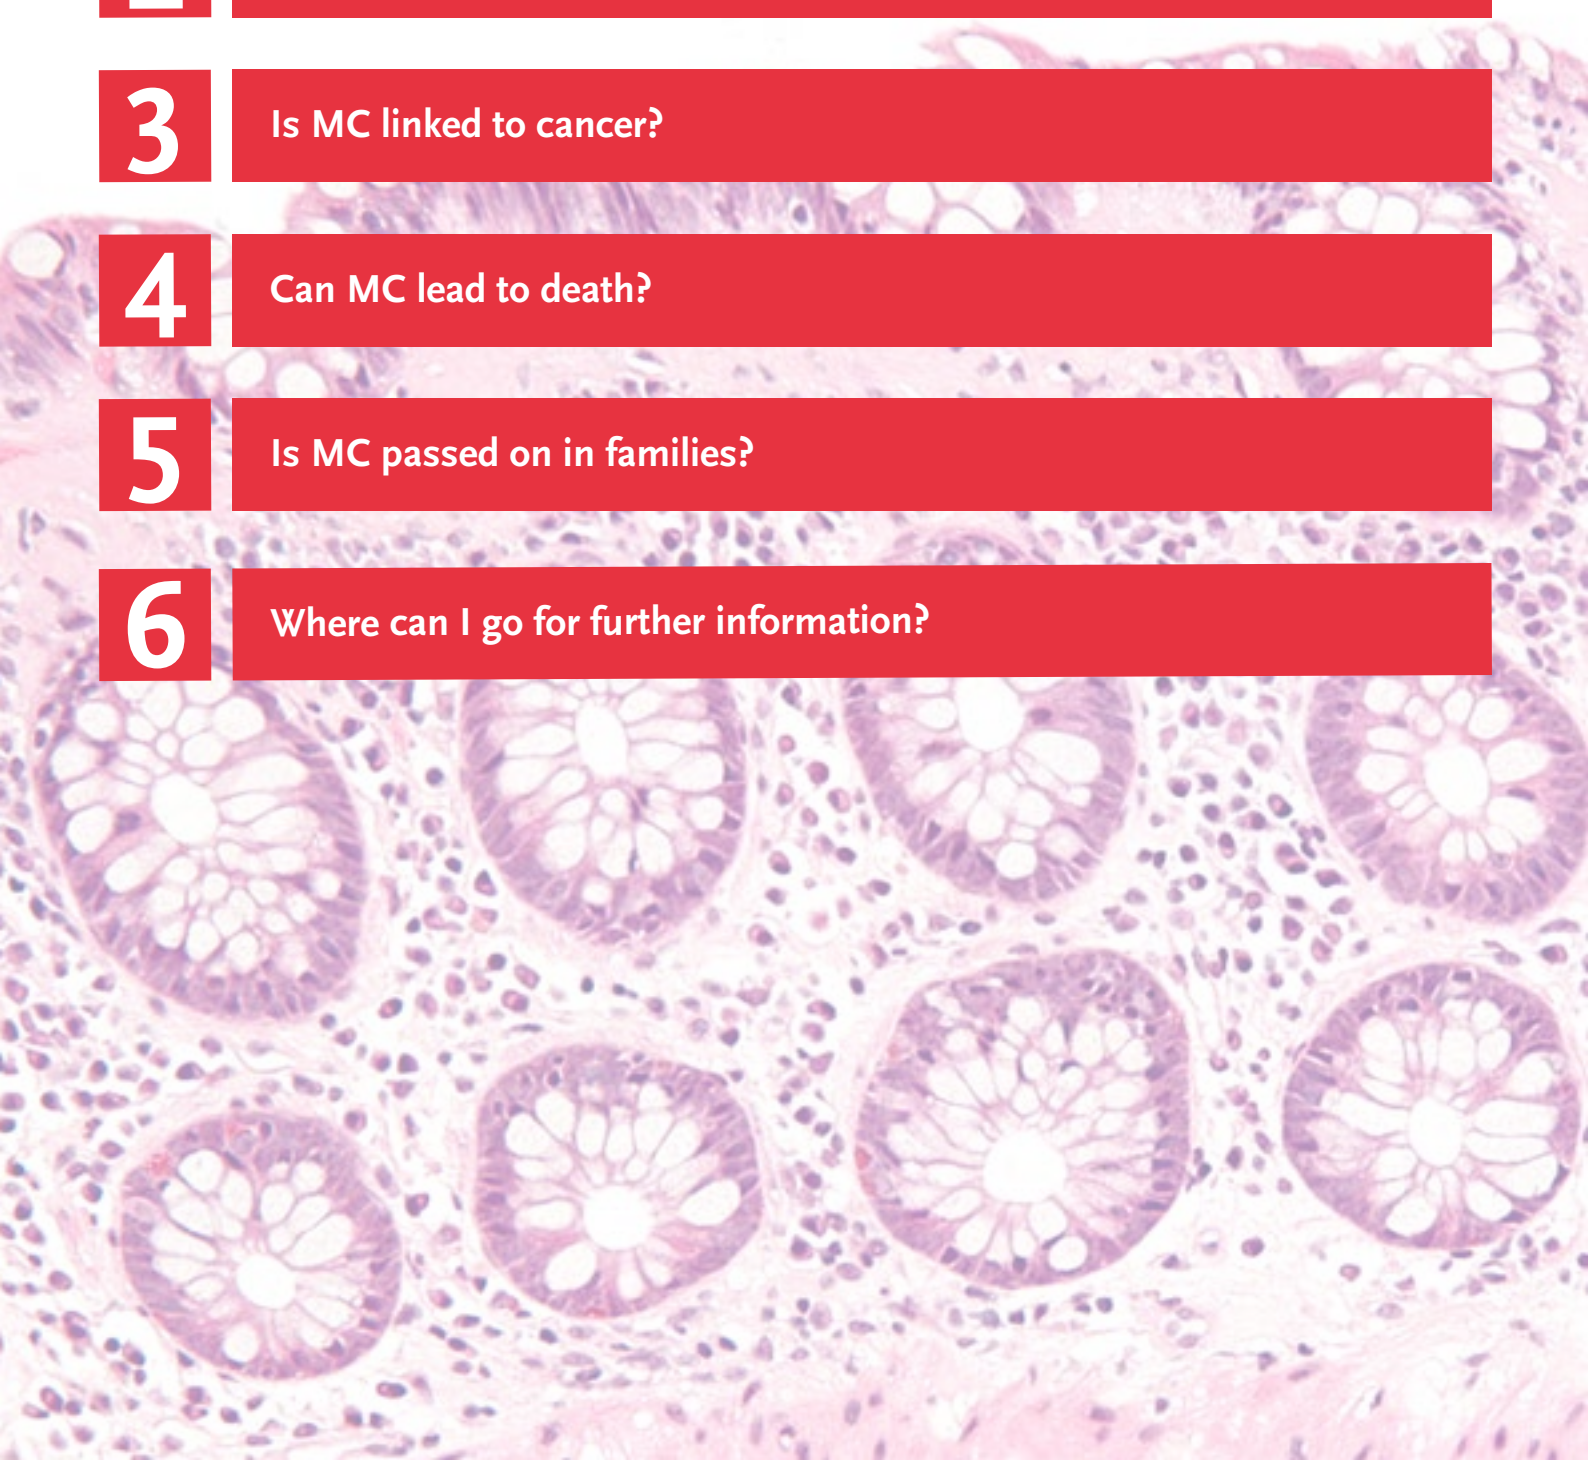 3 Is MC linked to cancer?
4 Can MC lead to death?
5 Is MC passed on in families?
6 Where can I go for further information?